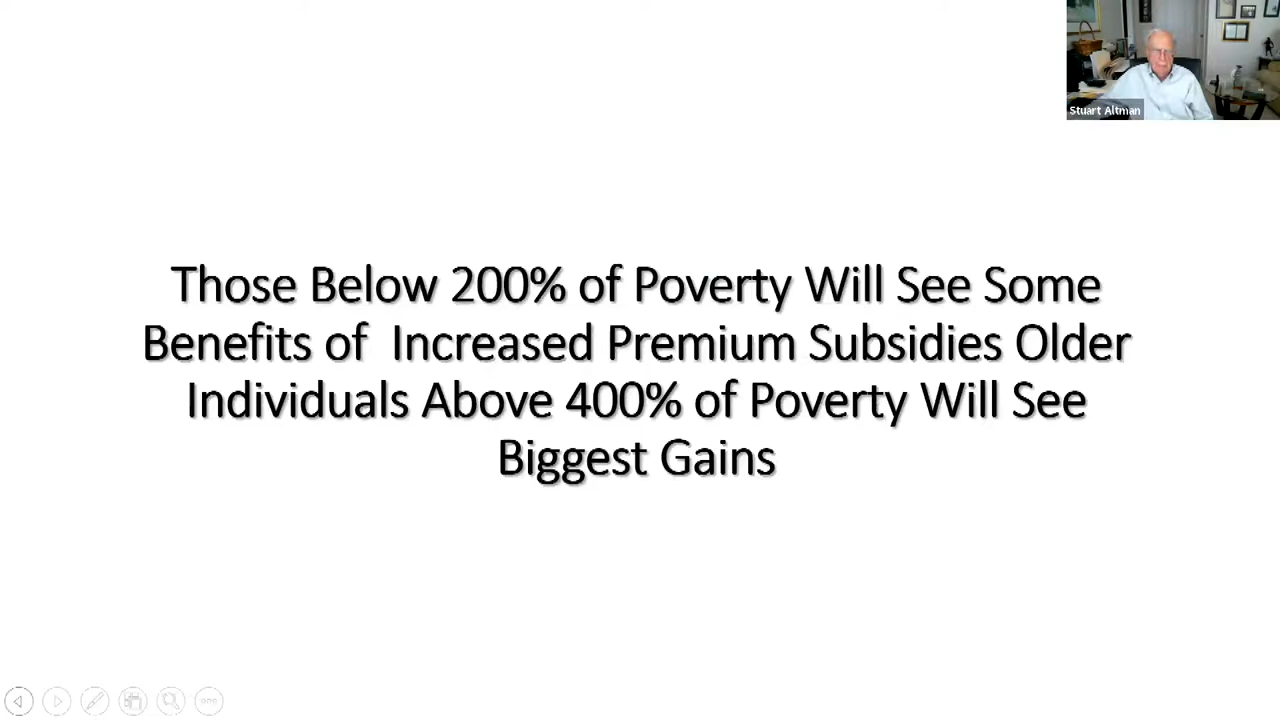 Stuart Altman
Those Below 200% of Poverty Will See Some
Benefits of  Increased Premium Subsidies Older
Individuals Above 400% of Poverty Will See
Biggest Gains